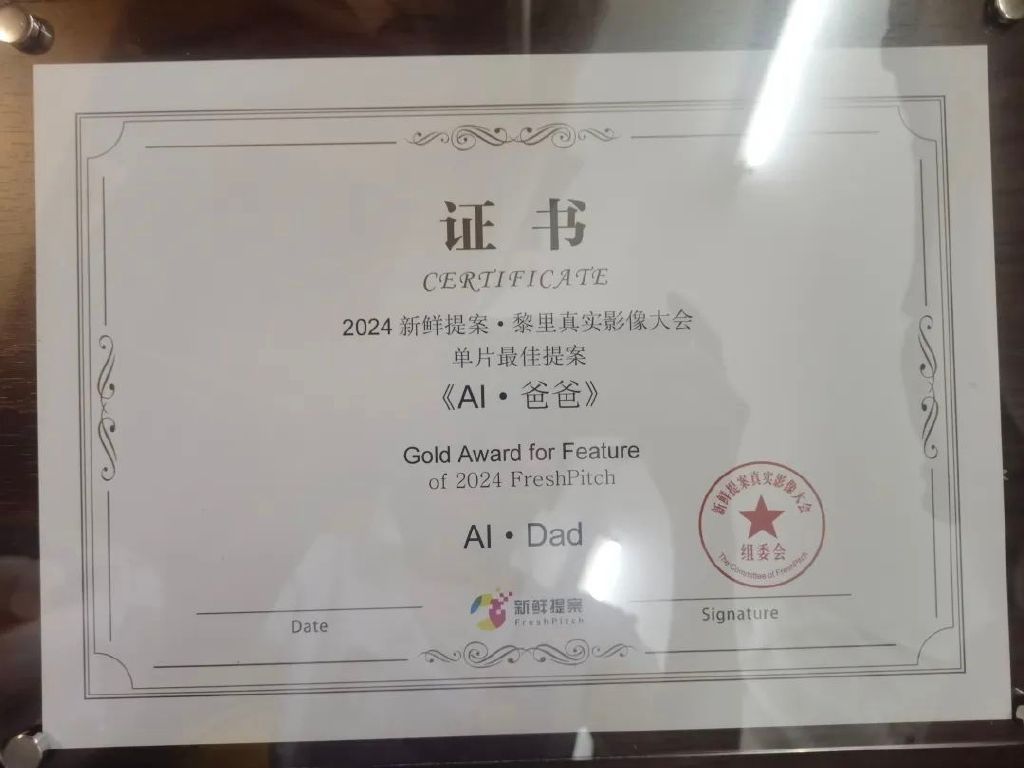 证书
CERTIFICATE
2024 新鲜提案·黎里真实影像大会
单片最佳提案
《AI·爸爸》
Gold Award for Feature
of 2024 FreshPitch
AI·Dad
新鲜提案真实影像大会
组委会
The Committee of FreshPitch
Date
新鲜提案
FreshPitch
Signature